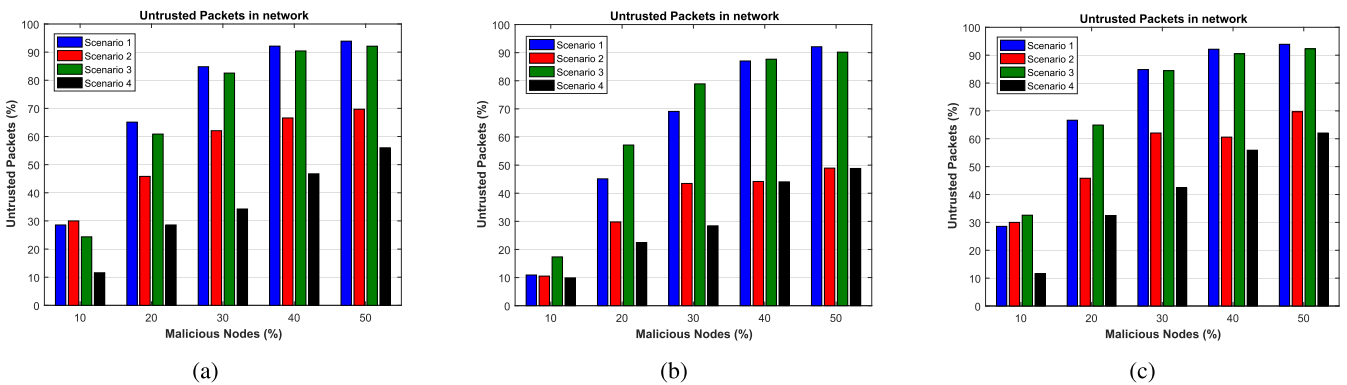 Untrusted Packets in network
Untrusted Packets (%)
100
90
80
70
60
50
40
30
20
10
0
Scenario 1
Scenario 2
Scenario 3
Scenario 4
10 20 30 40 50
Malicious Nodes (%)
(a)
Untrusted Packets in network
Untrusted Packets (%)
100
90
80
70
60
50
40
30
20
10
0
Scenario 1
Scenario 2
Scenario 3
Scenario 4
10 20 30 40 50
Malicious Nodes (%)
(b)
Untrusted Packets in network
Untrusted Packets (%)
100
90
80
70
60
50
40
30
20
10
0
Scenario 1
Scenario 2
Scenario 3
Scenario 4
10 20 30 40 50
Malicious Nodes (%)
(c)